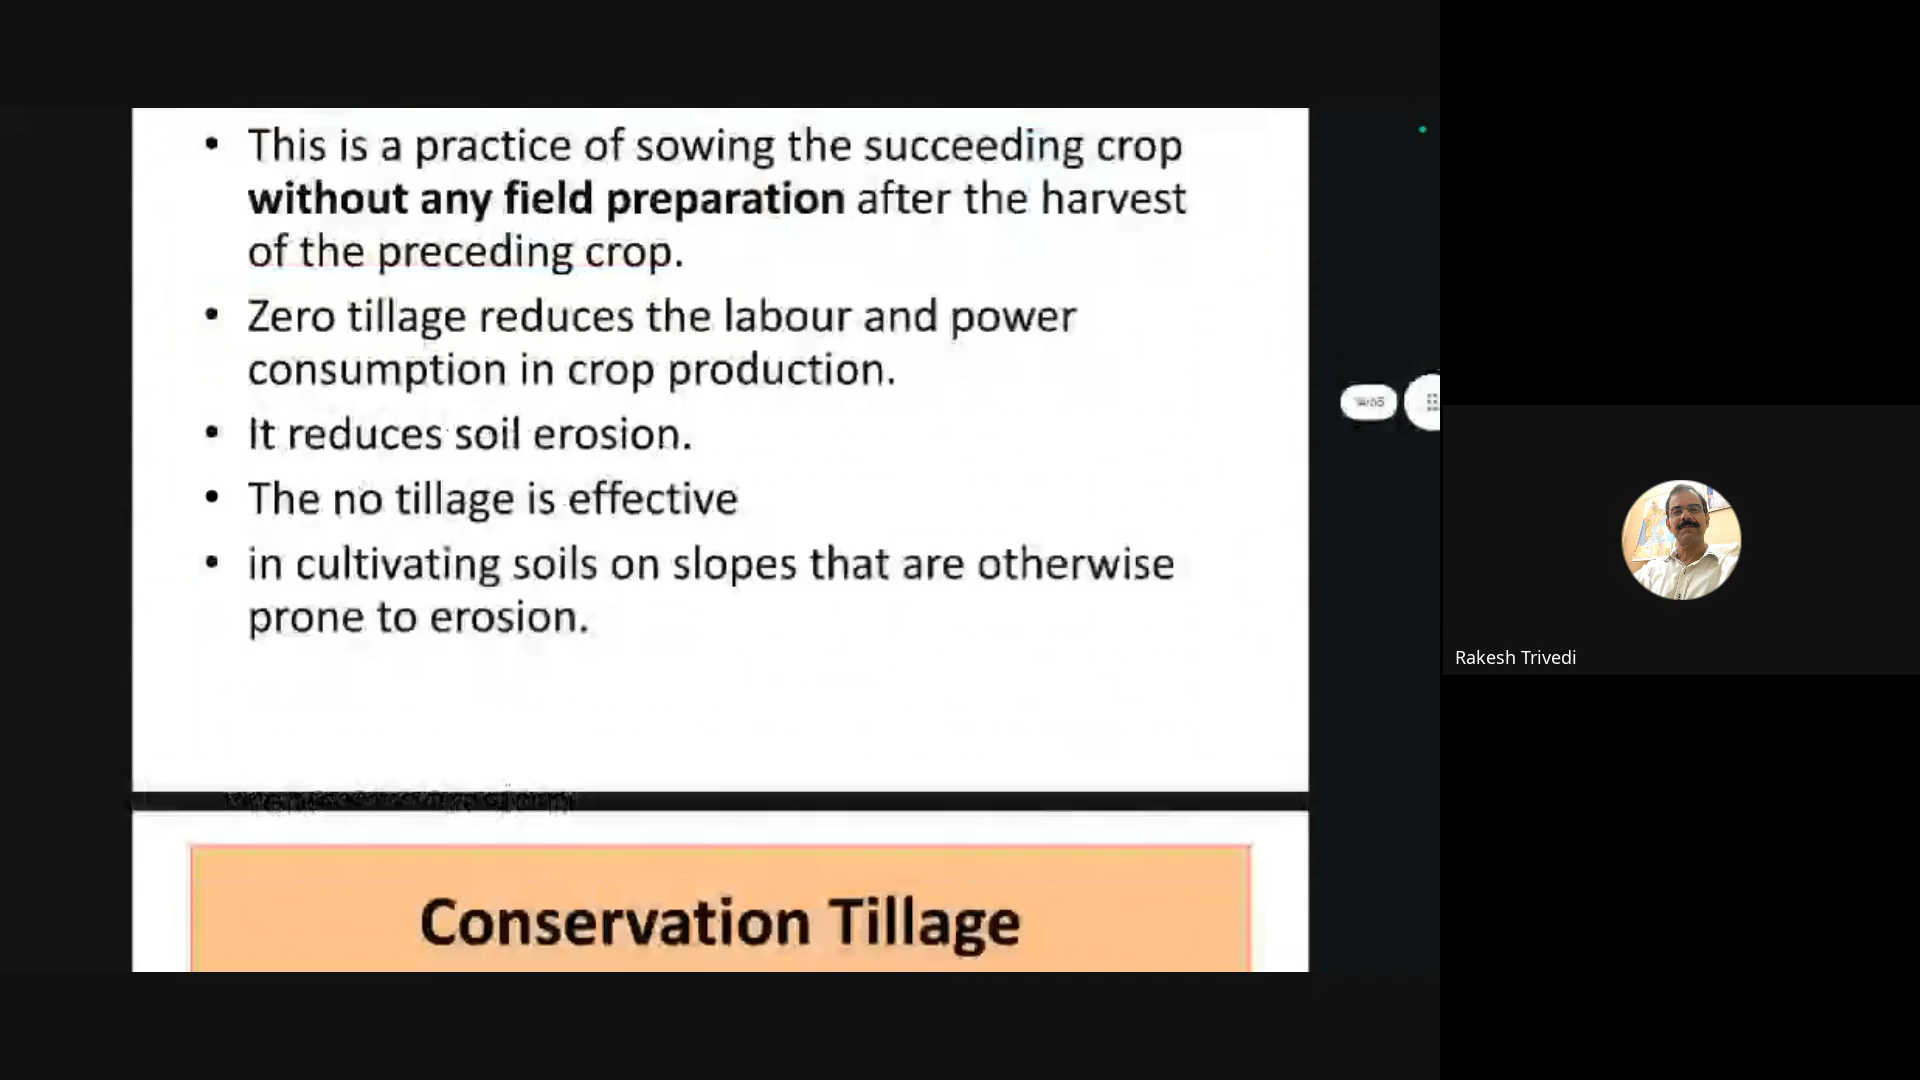 • This is a practice of sowing the succeeding crop
without any field preparation after the harvest
of the preceding crop.
• Zero tillage reduces the labour and power
consumption in crop production.
• It reduces soil erosion.
• The no tillage is effective
• in cultivating soils on slopes that are otherwise
prone to erosion.
Conservation Tillage
Rakesh Trivedi